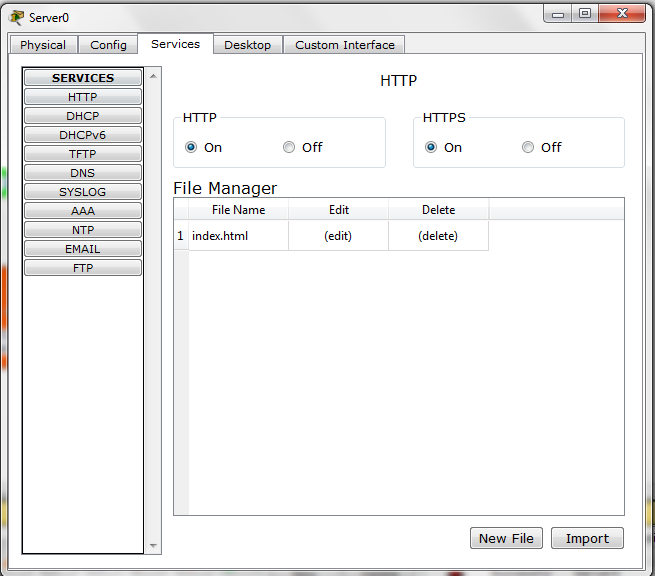 Server0
Physical Config Services Desktop Custom Interface
SERVICES
HTTP
DHCP
DHCPv6
TFTP
DNS
SYSLOG
AAA
NTP
EMAIL
FTP
HTTP
HTTP
On Off
HTTPS
On Off
File Manager
File Name Edit Delete
1 index.html (edit) (delete)
New File Import